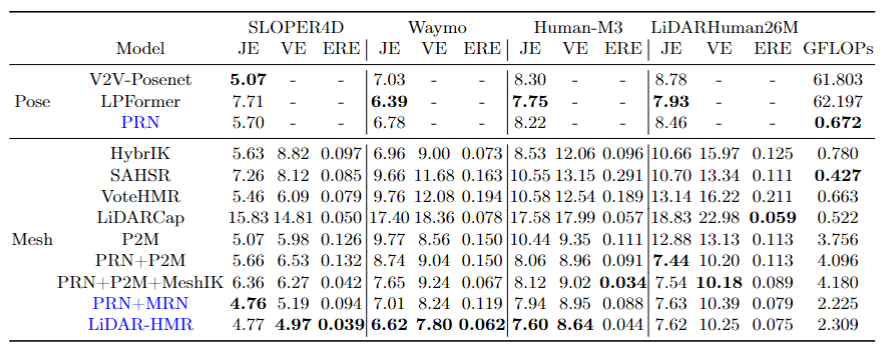 SLOPER4D Waymo Human-M3 LiDARHuman26M
Model JE VE ERE JE VE ERE JE VE ERE JE VE ERE GFLOPs
V2V-Posenet 5.07 - - 7.03 - - 8.30 - - 8.78 - - 61.803
Pose LPFormer 7.71 - - 6.39 - - 7.75 - - 7.93 - - 62.197
PRN 5.70 - - 6.78 - - 8.22 - - 8.46 - - 0.672
HybrIK 5.63 8.82 0.097 6.96 9.00 0.073 8.53 12.06 0.096 10.66 15.97 0.125 0.780
SAHSR 7.26 8.12 0.085 9.66 11.68 0.163 10.55 13.15 0.291 10.70 13.34 0.111 0.427
VoteHMR 5.46 6.09 0.079 9.76 12.08 0.194 10.58 12.54 0.189 13.14 16.22 0.211 0.663
LiDARCap 15.83 14.81 0.050 17.40 18.36 0.078 17.58 17.99 0.057 18.83 22.98 0.059 0.522
Mesh P2M 5.07 5.98 0.126 9.77 8.56 0.150 10.44 9.35 0.111 12.88 13.13 0.113 3.756
PRN+P2M 5.66 6.53 0.132 8.74 9.04 0.150 8.06 8.96 0.091 7.44 10.20 0.113 4.096
PRN+P2M+MeshIK 6.36 6.27 0.042 7.65 9.24 0.067 8.12 9.02 0.034 7.54 10.18 0.089 4.180
PRN+MRN 4.76 5.19 0.094 7.01 8.24 0.119 7.94 8.95 0.088 7.63 10.39 0.079 2.225
LiDAR-HMR 4.77 4.97 0.039 6.62 7.80 0.062 7.60 8.64 0.044 7.62 10.25 0.075 2.309